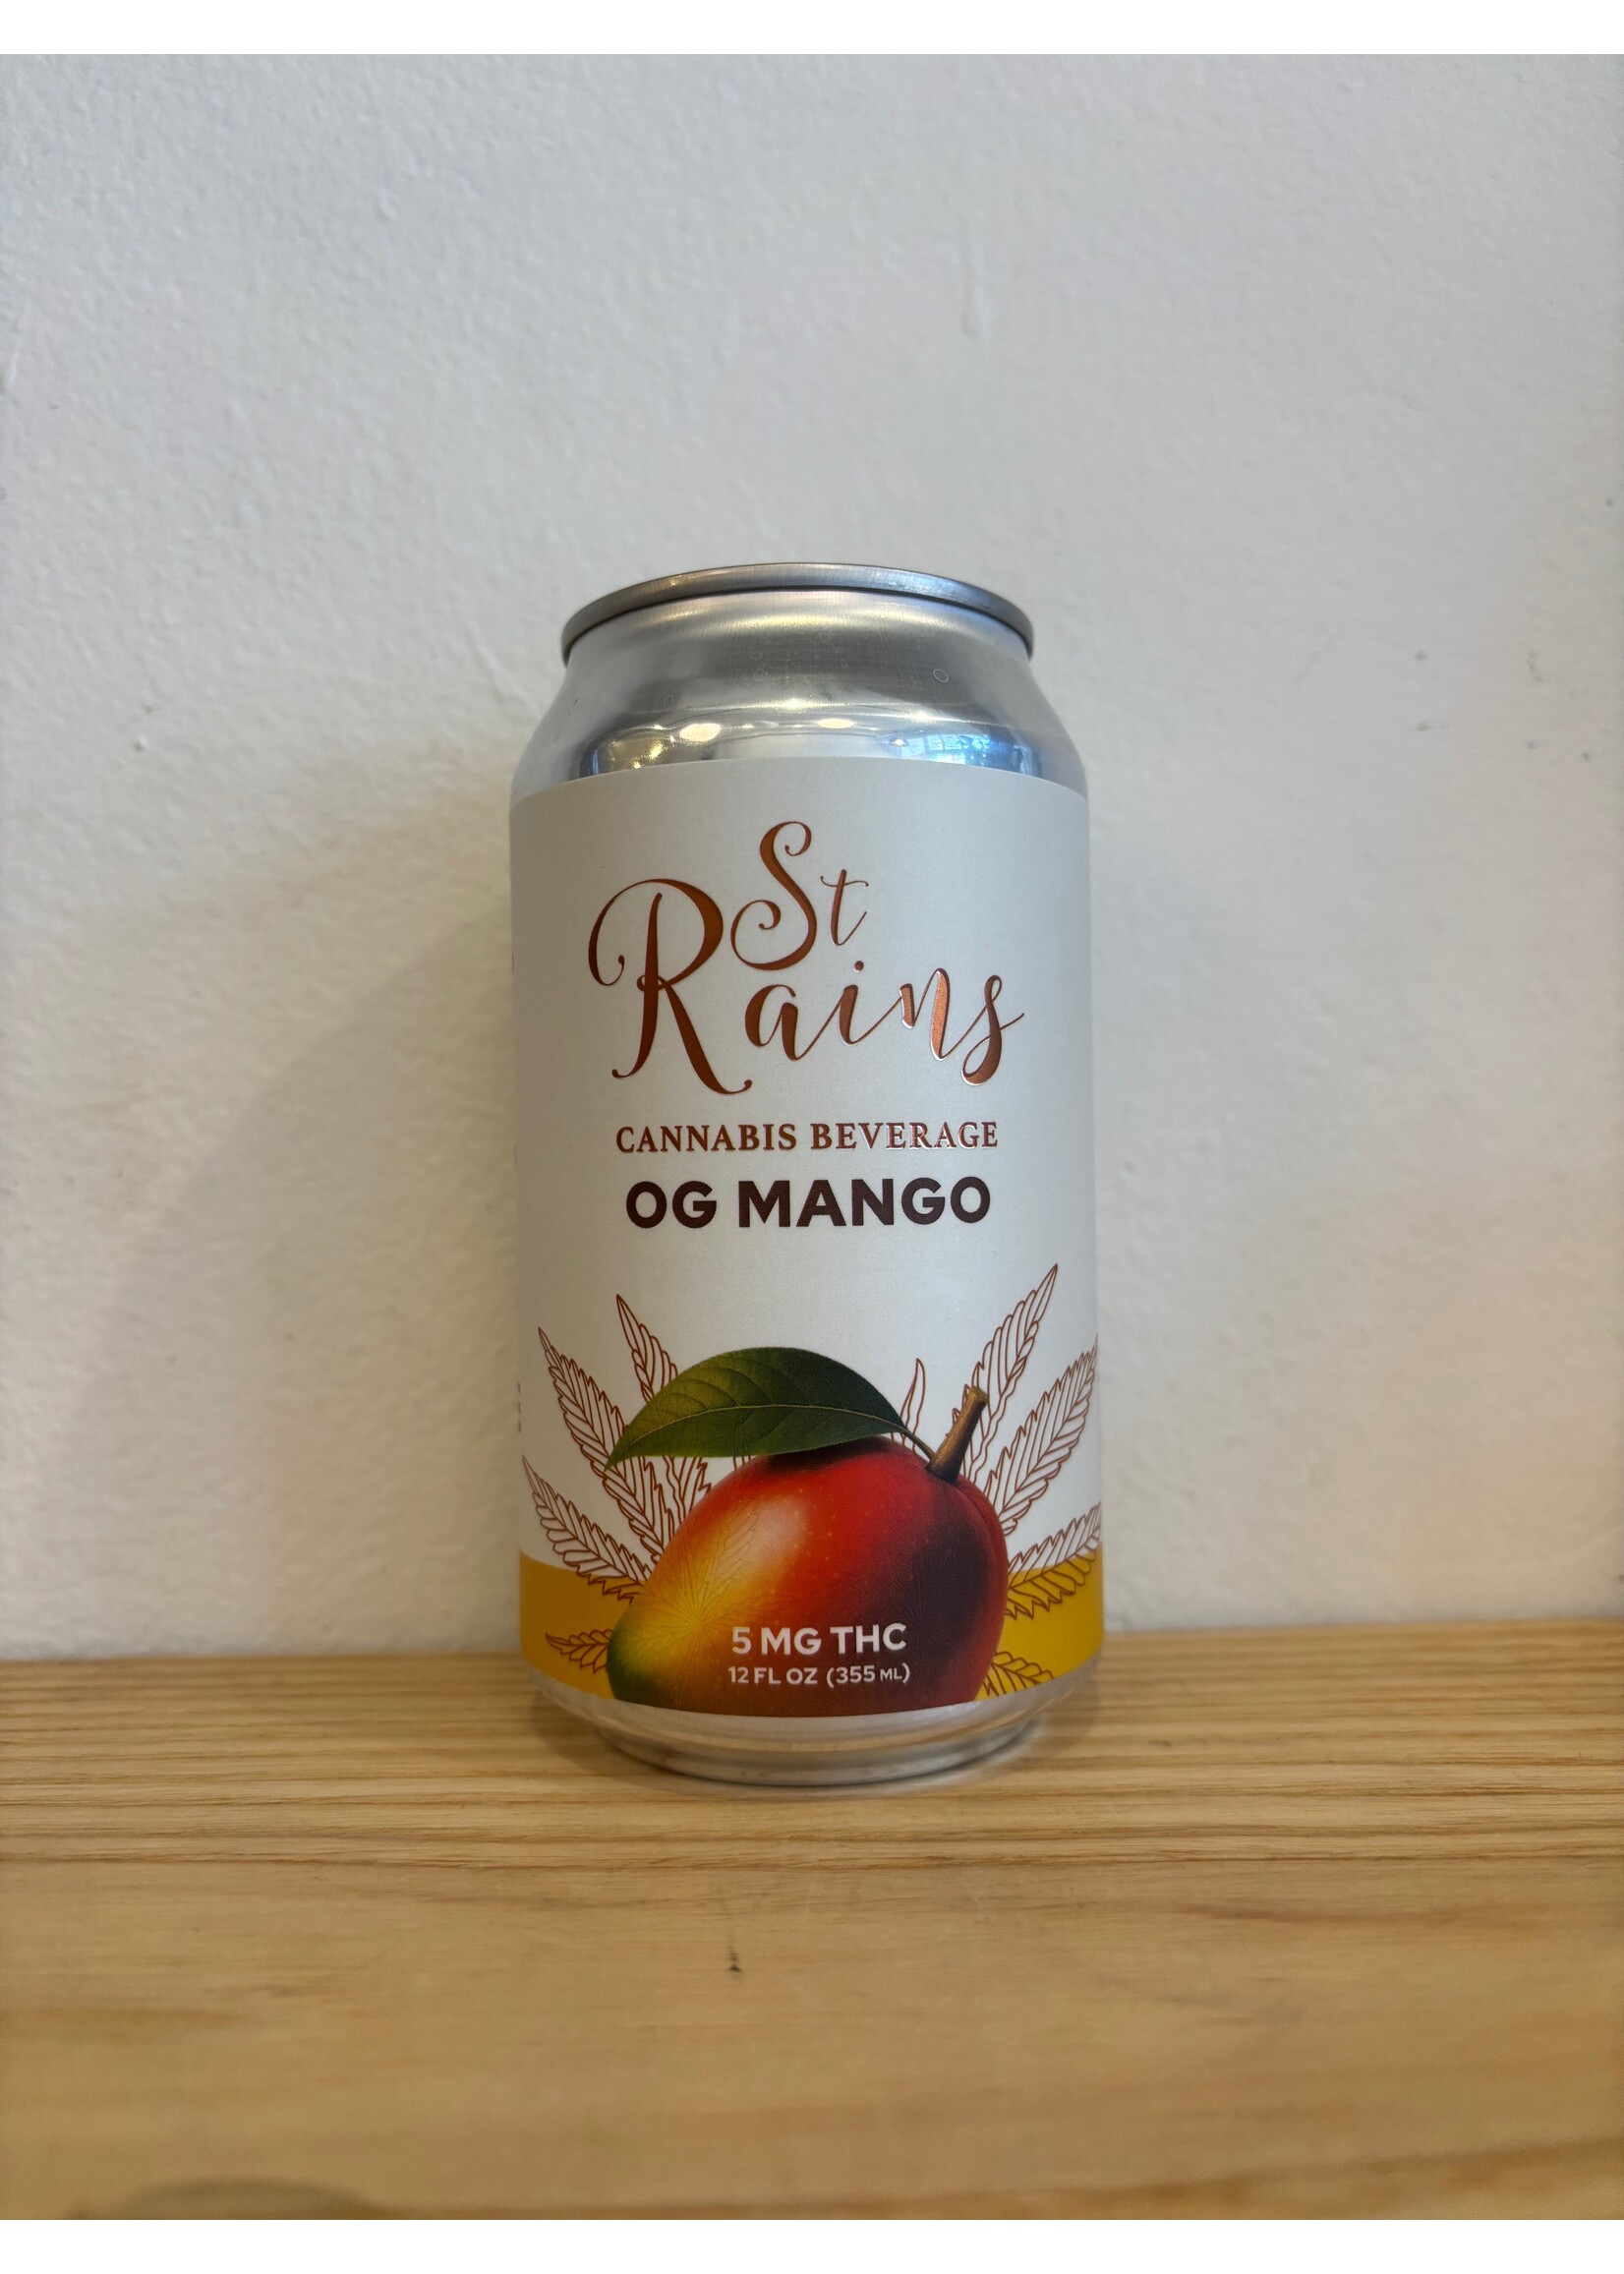 St
Rains
CANNABIS BEVERAGE
OG MANGO
5 MG THC
12 FL OZ (355 ML)